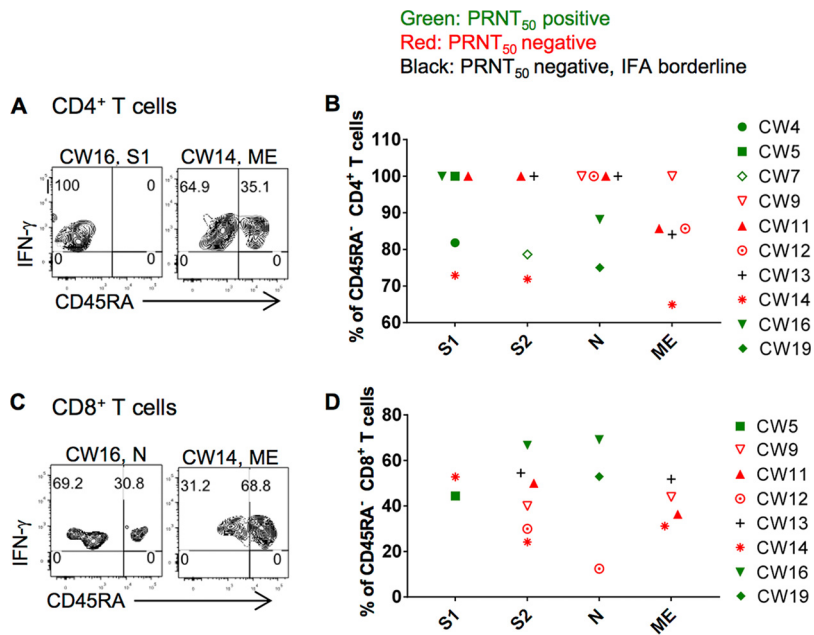 Green: PRNT50 positive
Red: PRNT50 negative
Black: PRNT50 negative, IFA borderline
A CD4+ T cells
CW16, S1
CW14, ME
100 0
0 0
64.9 35.1
0 0
IFN-γ
CD45RA
B
% of CD45RA- CD4+ T cells
110
100
90
80
70
60
S1 S2 N ME
CW4
CW5
CW7
CW9
CW11
CW12
CW13
CW14
CW16
CW19
C CD8+ T cells
CW16, N
CW14, ME
69.2 30.8
0 0
31.2 68.8
0 0
IFN-γ
CD45RA
D
% of CD45RA- CD8+ T cells
80
60
40
20
0
S1 S2 N ME
CW5
CW9
CW11
CW12
CW13
CW14
CW16
CW19